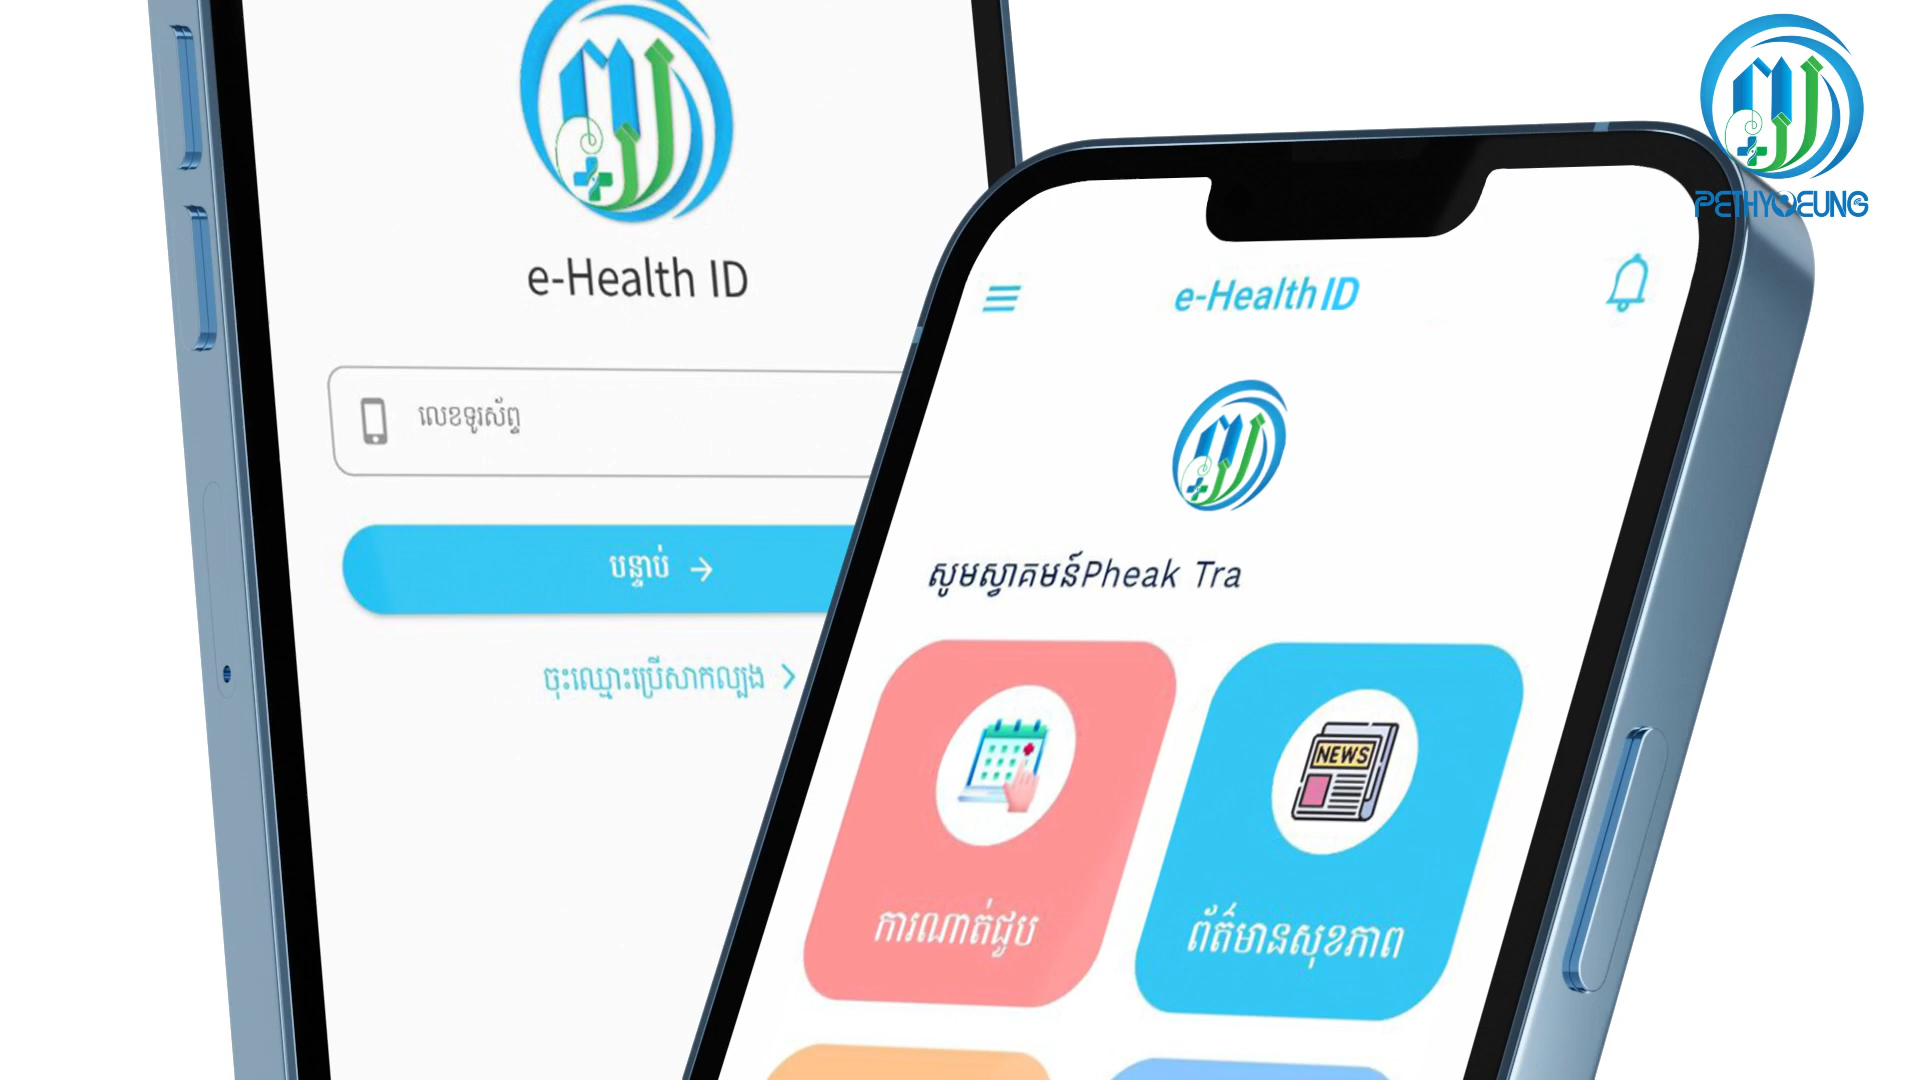 e-Health ID
លេខទូរស័ព្ទ
បន្ទាប់
ចុះឈ្មោះប្រើសាកល្បង
e-Health ID
សូមស្វាគមន៍Pheak Tra
NEWS
ការណាត់ជួប
ព័ត៌មានសុខភាព
PETHYOEUNG